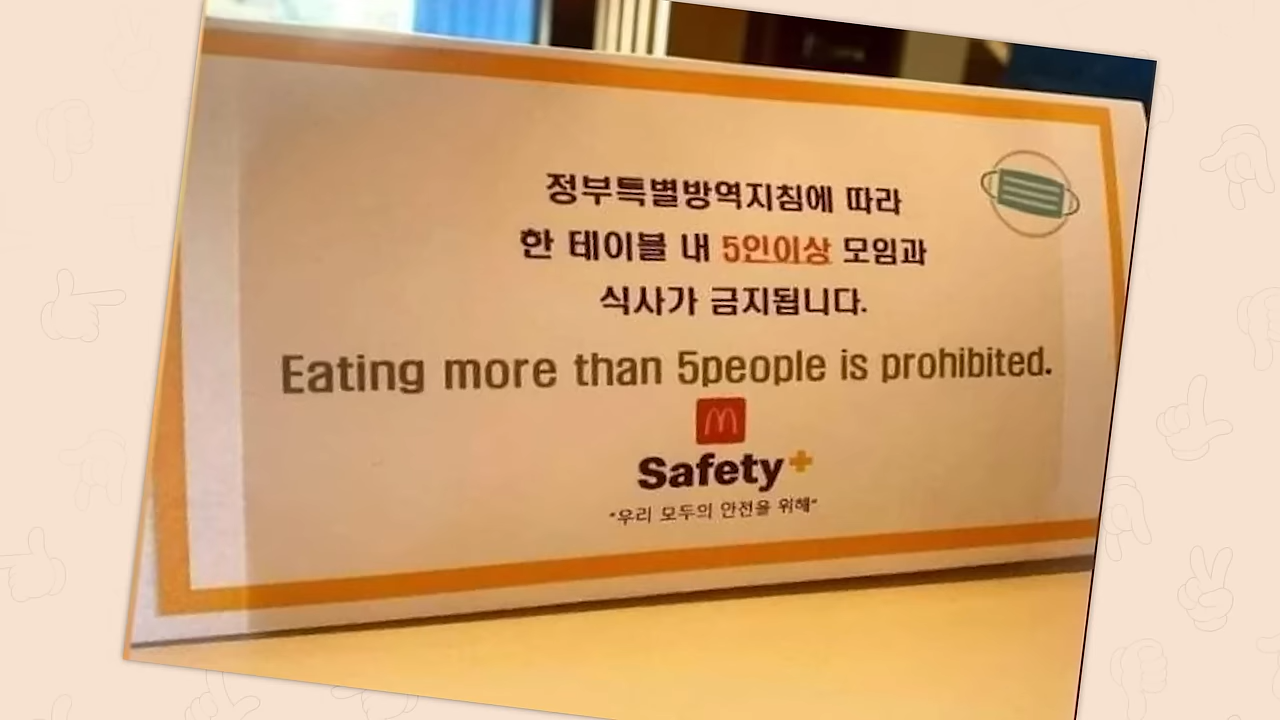 정부특별방역지침에 따라
한 테이블 내 5인이상 모임과
식사가 금지됩니다.
Eating more than 5people is prohibited.
Safety+
"우리 모두의 안전을 위해"